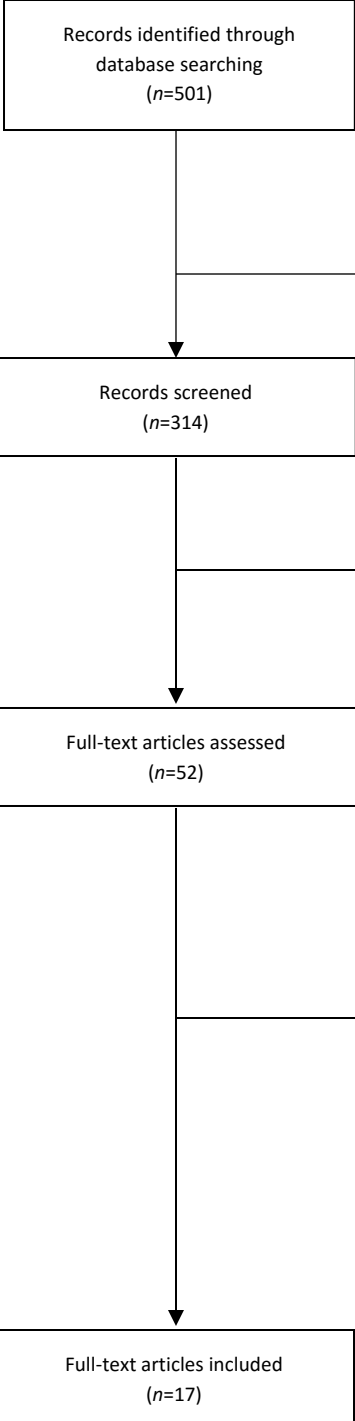 Records identified through
database searching
(n=501)
Records screened
(n=314)
Full-text articles assessed
(n=52)
Full-text articles included
(n=17)